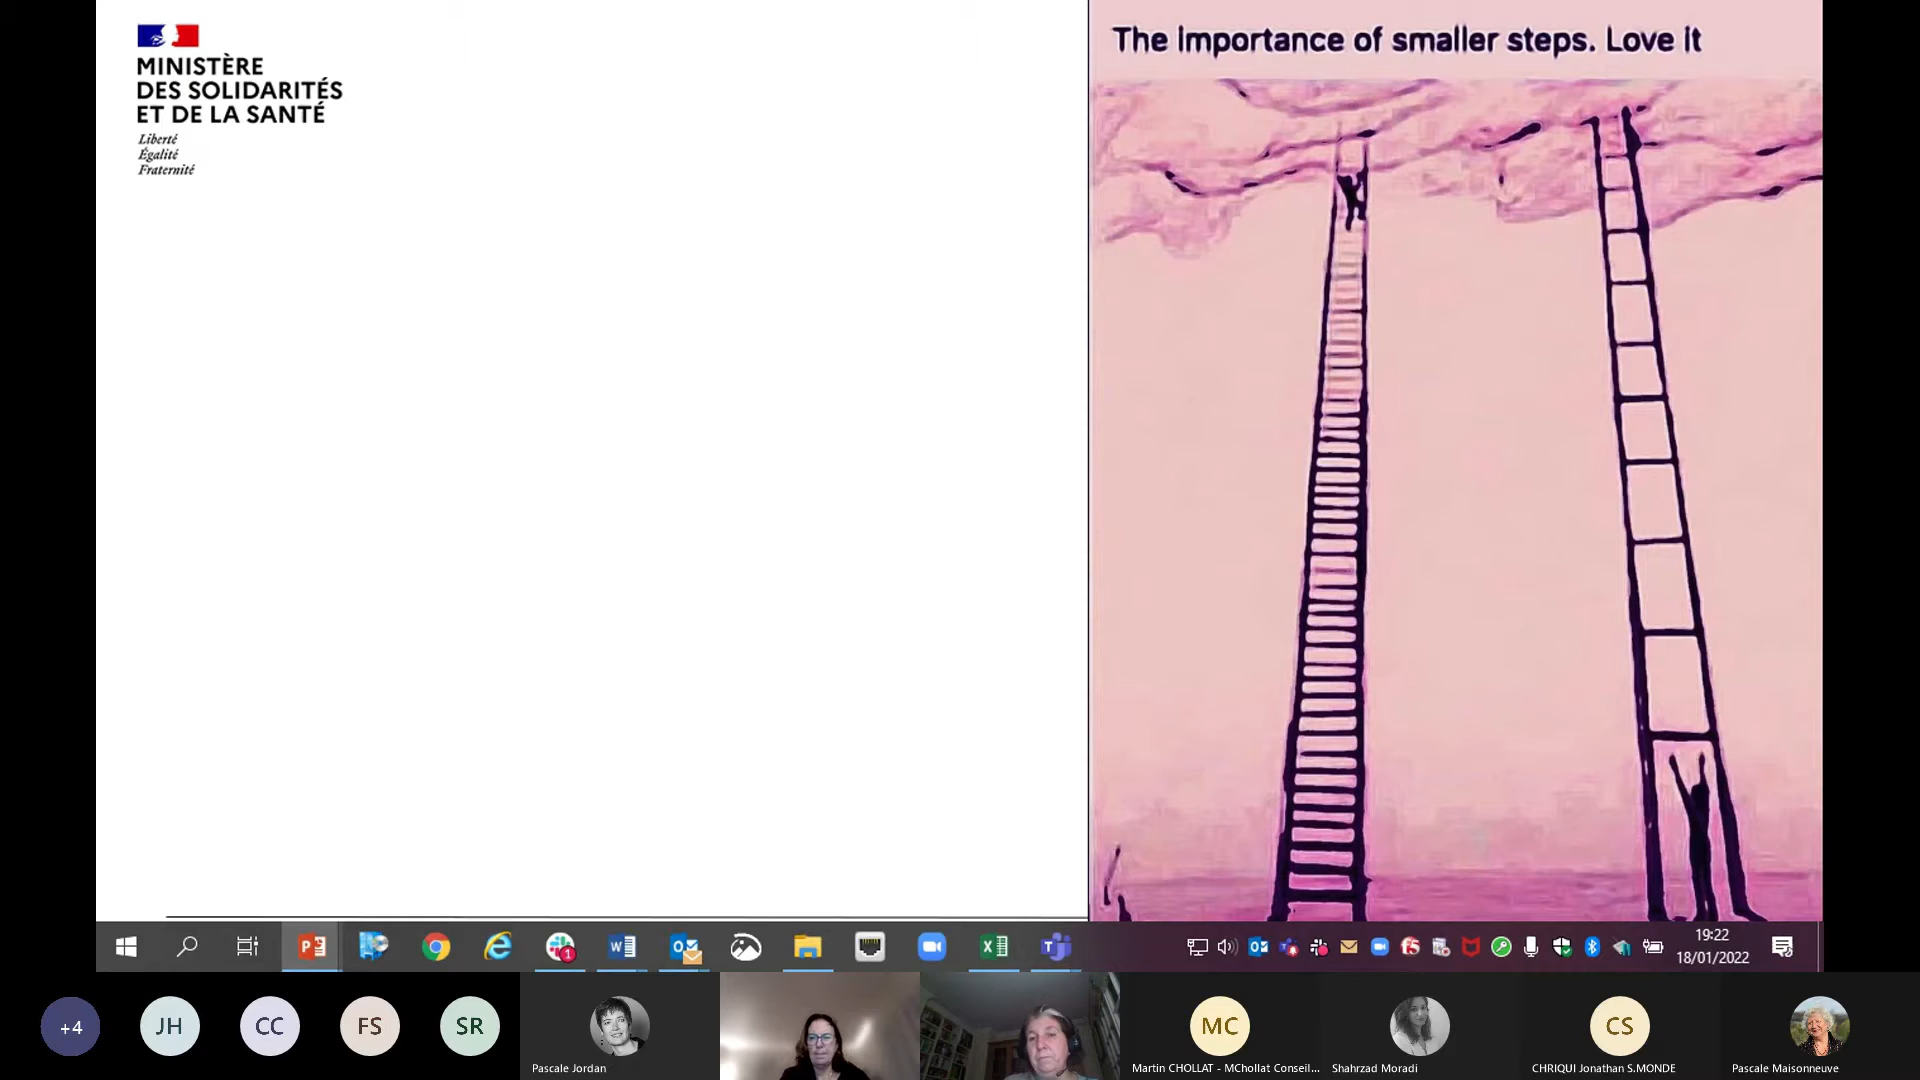 MINISTÈRE
DES SOLIDARITÉS
ET DE LA SANTÉ
Liberté
Égalité
Fraternité
The importance of smaller steps. Love it
19:22
18/01/2022
+4
JH
CC
FS
SR
Pascale Jordan
MC
Martin CHOLLAT - MChollat Conseil...
Shahrzad Moradi
CS
CHRIQUI Jonathan S.MONDE
Pascale Maisonneuve